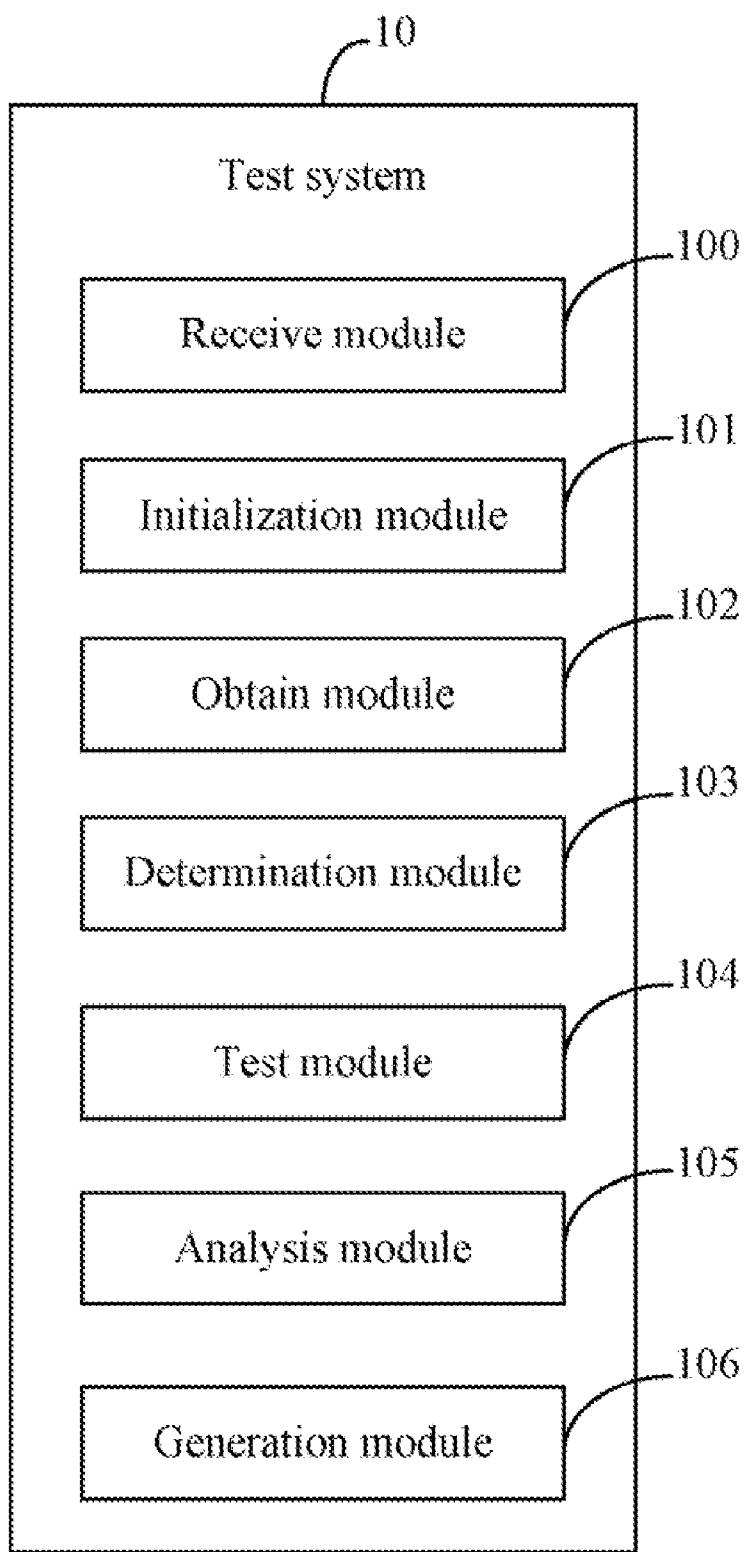 10
Test system
100
Receive module
101
Initialization module
102
Obtain module
103
Determination module
104
Test module
105
Analysis module
106
Generation module